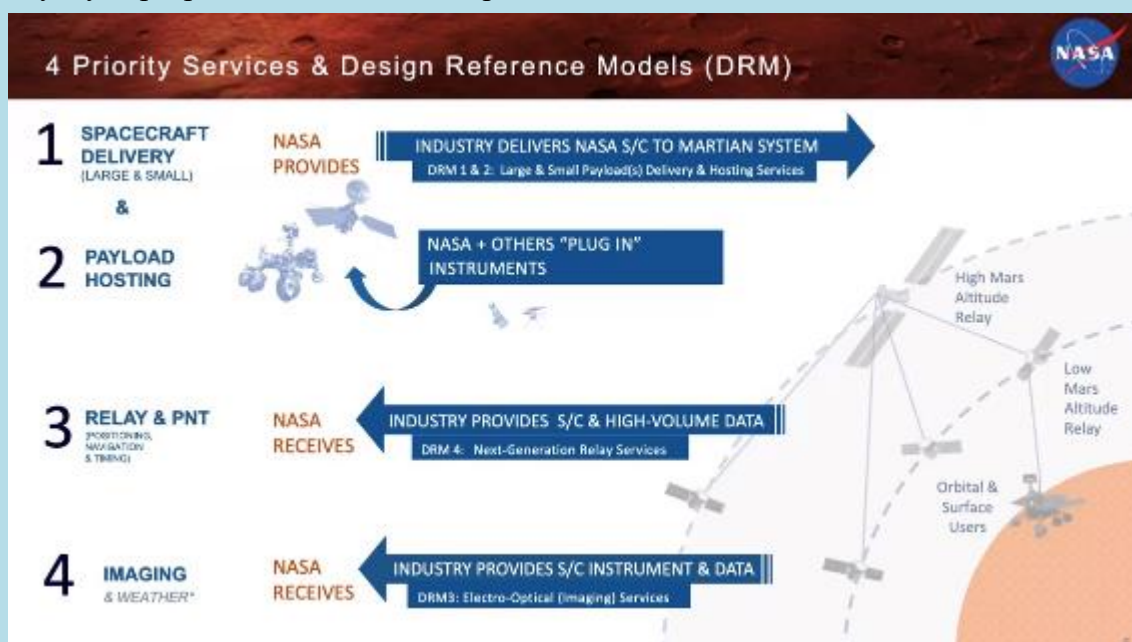 4 Priority Services & Design Reference Models (DRM)
NASA
1
SPACECRAFT
DELIVERY
(LARGE & SMALL)
&
NASA
PROVIDES
INDUSTRY DELIVERS NASA S/C TO MARTIAN SYSTEM
DRM 1 & 2: Large & Small Payload(s) Delivery & Hosting Services
2
PAYLOAD
HOSTING
NASA + OTHERS “PLUG IN”
INSTRUMENTS
High Mars
Altitude
Relay
Low
Mars
Altitude
Relay
3
RELAY & PNT
(POSITIONING,
NAVIGATION
& TIMING)
NASA
RECEIVES
INDUSTRY PROVIDES S/C & HIGH-VOLUME DATA
DRM 4: Next-Generation Relay Services
Orbital &
Surface
Users
4
IMAGING
& WEATHER*
NASA
RECEIVES
INDUSTRY PROVIDES S/C INSTRUMENT & DATA
DRM3: Electro-Optical (Imaging) Services